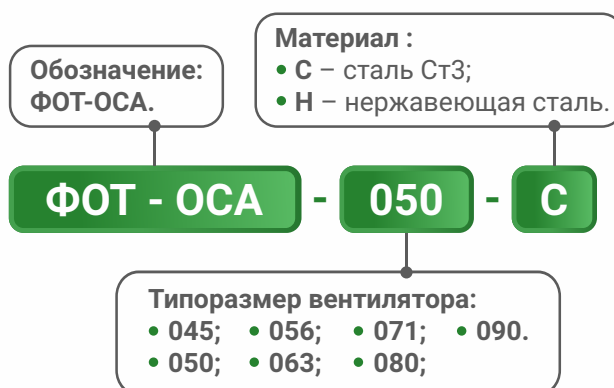 Обозначение:
ФОТ-ОСА.
Материал :
• С – сталь Ст3;
• Н – нержавеющая сталь.
ФОТ - ОСА - 050 - С
Типоразмер вентилятора:
• 045; • 056; • 071; • 090.
• 050; • 063; • 080;